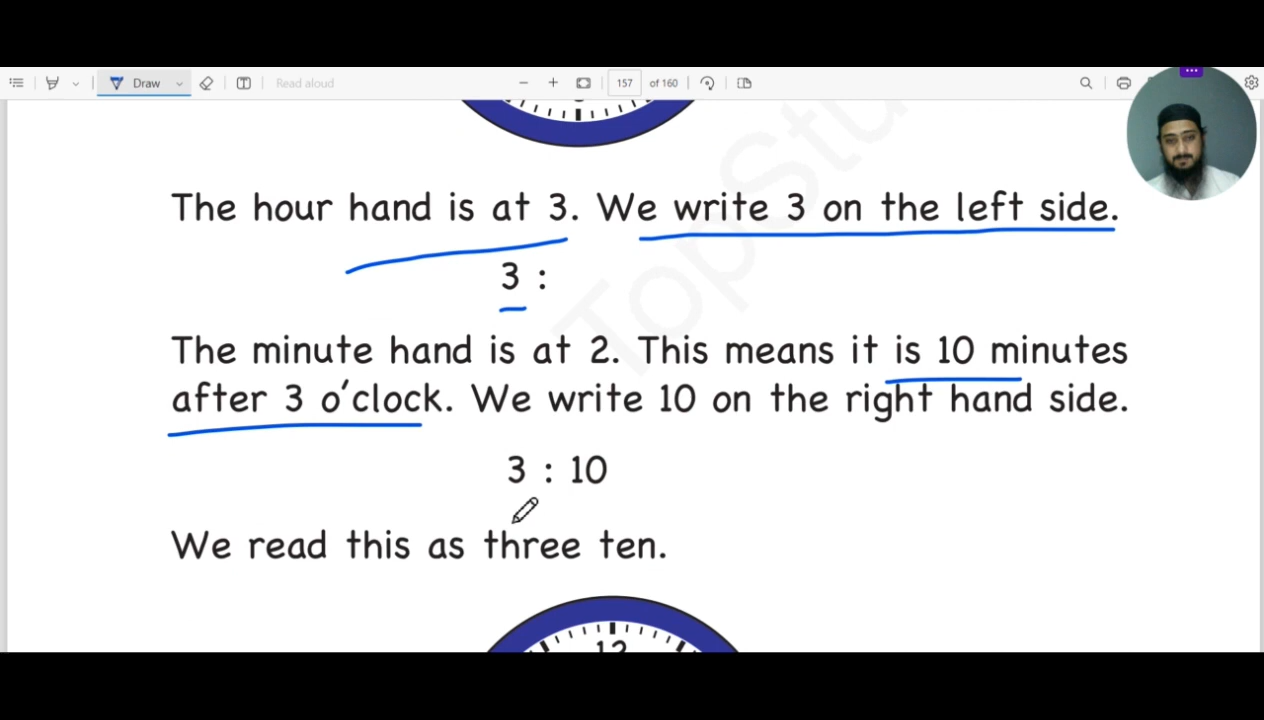 Draw
Read aloud
157 of 160
TopStu
The hour hand is at 3. We write 3 on the left side.
3 :
The minute hand is at 2. This means it is 10 minutes
after 3 o'clock. We write 10 on the right hand side.
3 : 10
We read this as three ten.
12